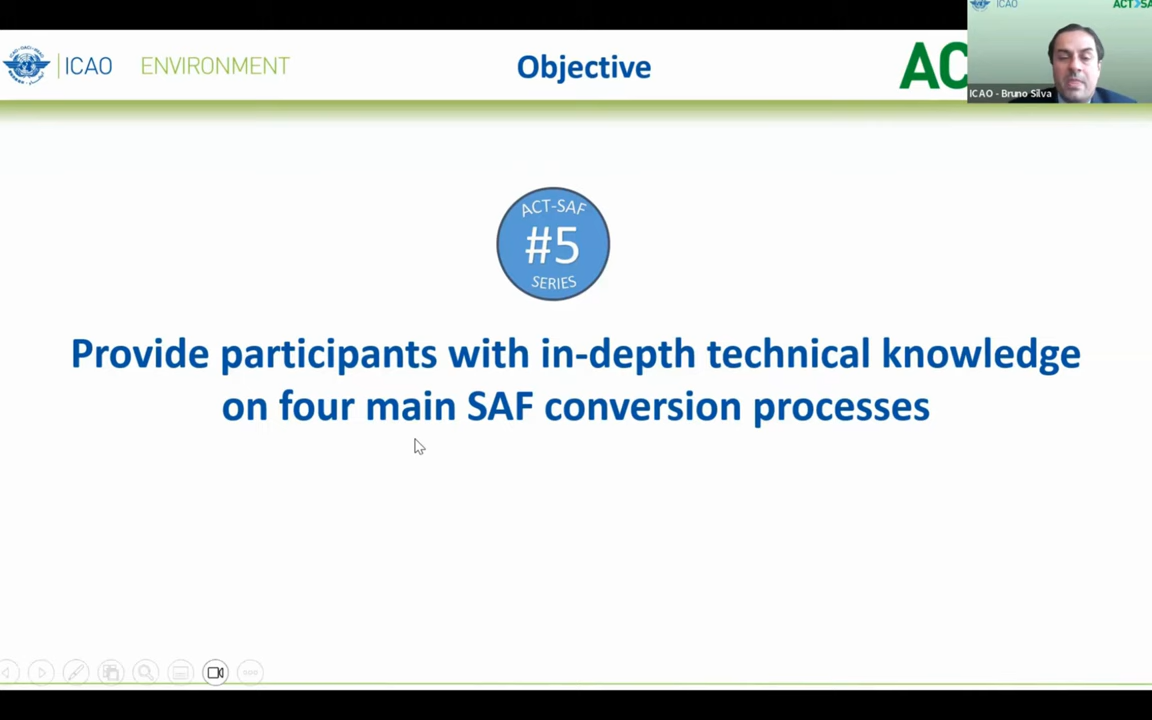 ICAO
ENVIRONMENT
Objective
AC
ICAO
ACT
ICAO - Bruno Silva
ACT-SAF
#5
SERIES
Provide participants with in-depth technical knowledge
on four main SAF conversion processes